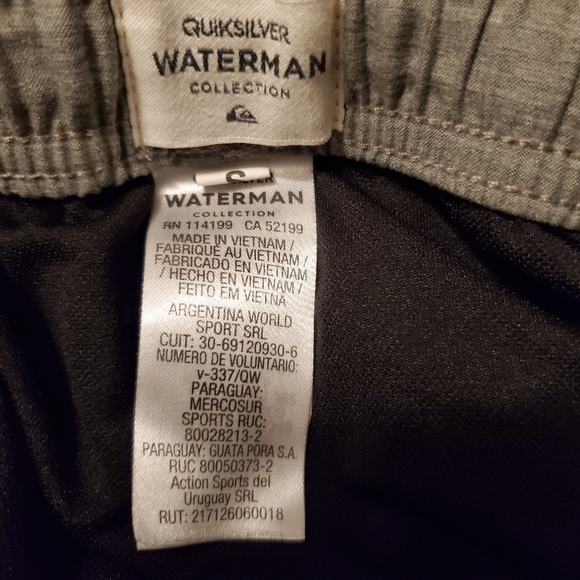 QUIKSILVER
WATERMAN
COLLECTION
S
WATERMAN
COLLECTION
RN 114199 CA 52199
MADE IN VIETNAM /
FABRIQUÉ AU VIETNAM /
FABRICADO EN VIETNAM
/ HECHO EN VIETNAM /
FEITO EM VIETNÃ
ARGENTINA WORLD
SPORT SRL
CUIT: 30-69120930-6
NUMERO DE VOLUNTARIO:
v-337/QW
PARAGUAY:
MERCOSUR
SPORTS RUC:
80028213-2
PARAGUAY: GUATA PORA S.A.
RUC 80050373-2
Action Sports del
Uruguay SRL
RUT: 217126060018